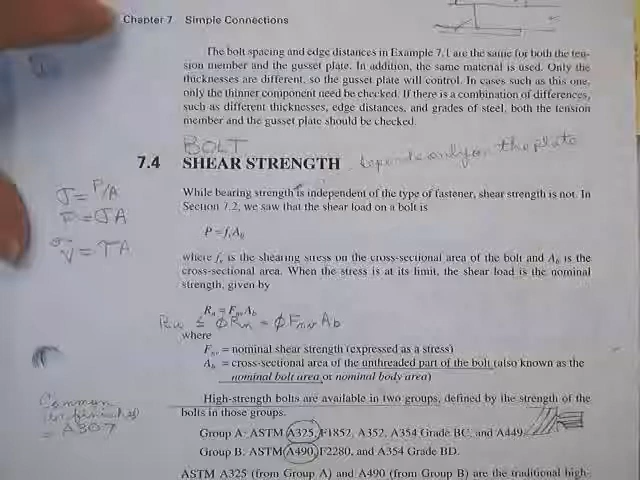 Chapter 7 Simple Connections
The bolt spacing and edge distances in Example 7.1 are the same for both the ten-
sion member and the gusset plate. In addition, the same material is used. Only the
thicknesses are different, so the gusset plate will control. In cases such as this one,
only the thinner component need be checked. If there is a combination of differences,
such as different thicknesses, edge distances, and grades of steel, both the tension
member and the gusset plate should be checked.
BOLT
7.4 SHEAR STRENGTH depends only on the plate
While bearing strength is independent of the type of fastener, shear strength is not. In
Section 7.2, we saw that the shear load on a bolt is
P = fᵥA_b
where fᵥ is the shearing stress on the cross-sectional area of the bolt and A_b is the
cross-sectional area. When the stress is at its limit, the shear load is the nominal
strength, given by
Rₙ = FₙᵥA_b
Rᵤ ≤ ϕRₙ = ϕFₙᵥA_b
where
Fₙᵥ = nominal shear strength (expressed as a stress)
A_b = cross-sectional area of the unthreaded part of the bolt (also known as the
nominal bolt area or nominal body area)
High-strength bolts are available in two groups, defined by the strength of the
bolts in those groups.
Group A: ASTM A325, F1852, A352, A354 Grade BC, and A449.
Group B: ASTM A490, F2280, and A354 Grade BD.
ASTM A325 (from Group A) and A490 (from Group B) are the traditional high-
σ = P/A
P = σA
V = τA
Common
unfinished
= A307